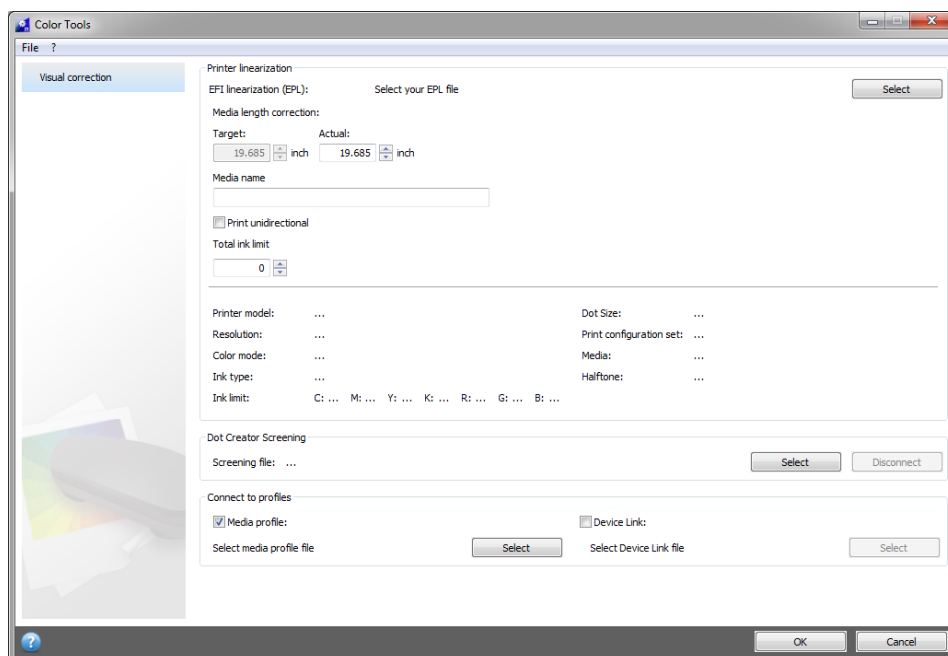 Color Tools
File ?
Visual correction
Printer linearization
EFI linearization (EPL): Select your EPL file Select
Media length correction:
Target: Actual:
19.685 inch 19.685 inch
Media name
Print unidirectional
Total ink limit
0
Printer model: ... Dot Size: ...
Resolution: ... Print configuration set: ...
Color mode: ... Media: ...
Ink type: ... Halftone: ...
Ink limit: C: ... M: ... Y: ... K: ... R: ... G: ... B: ...
Dot Creator Screening
Screening file: ... Select Disconnect
Connect to profiles
Media profile: Device Link:
Select media profile file Select Select Device Link file Select
? OK Cancel